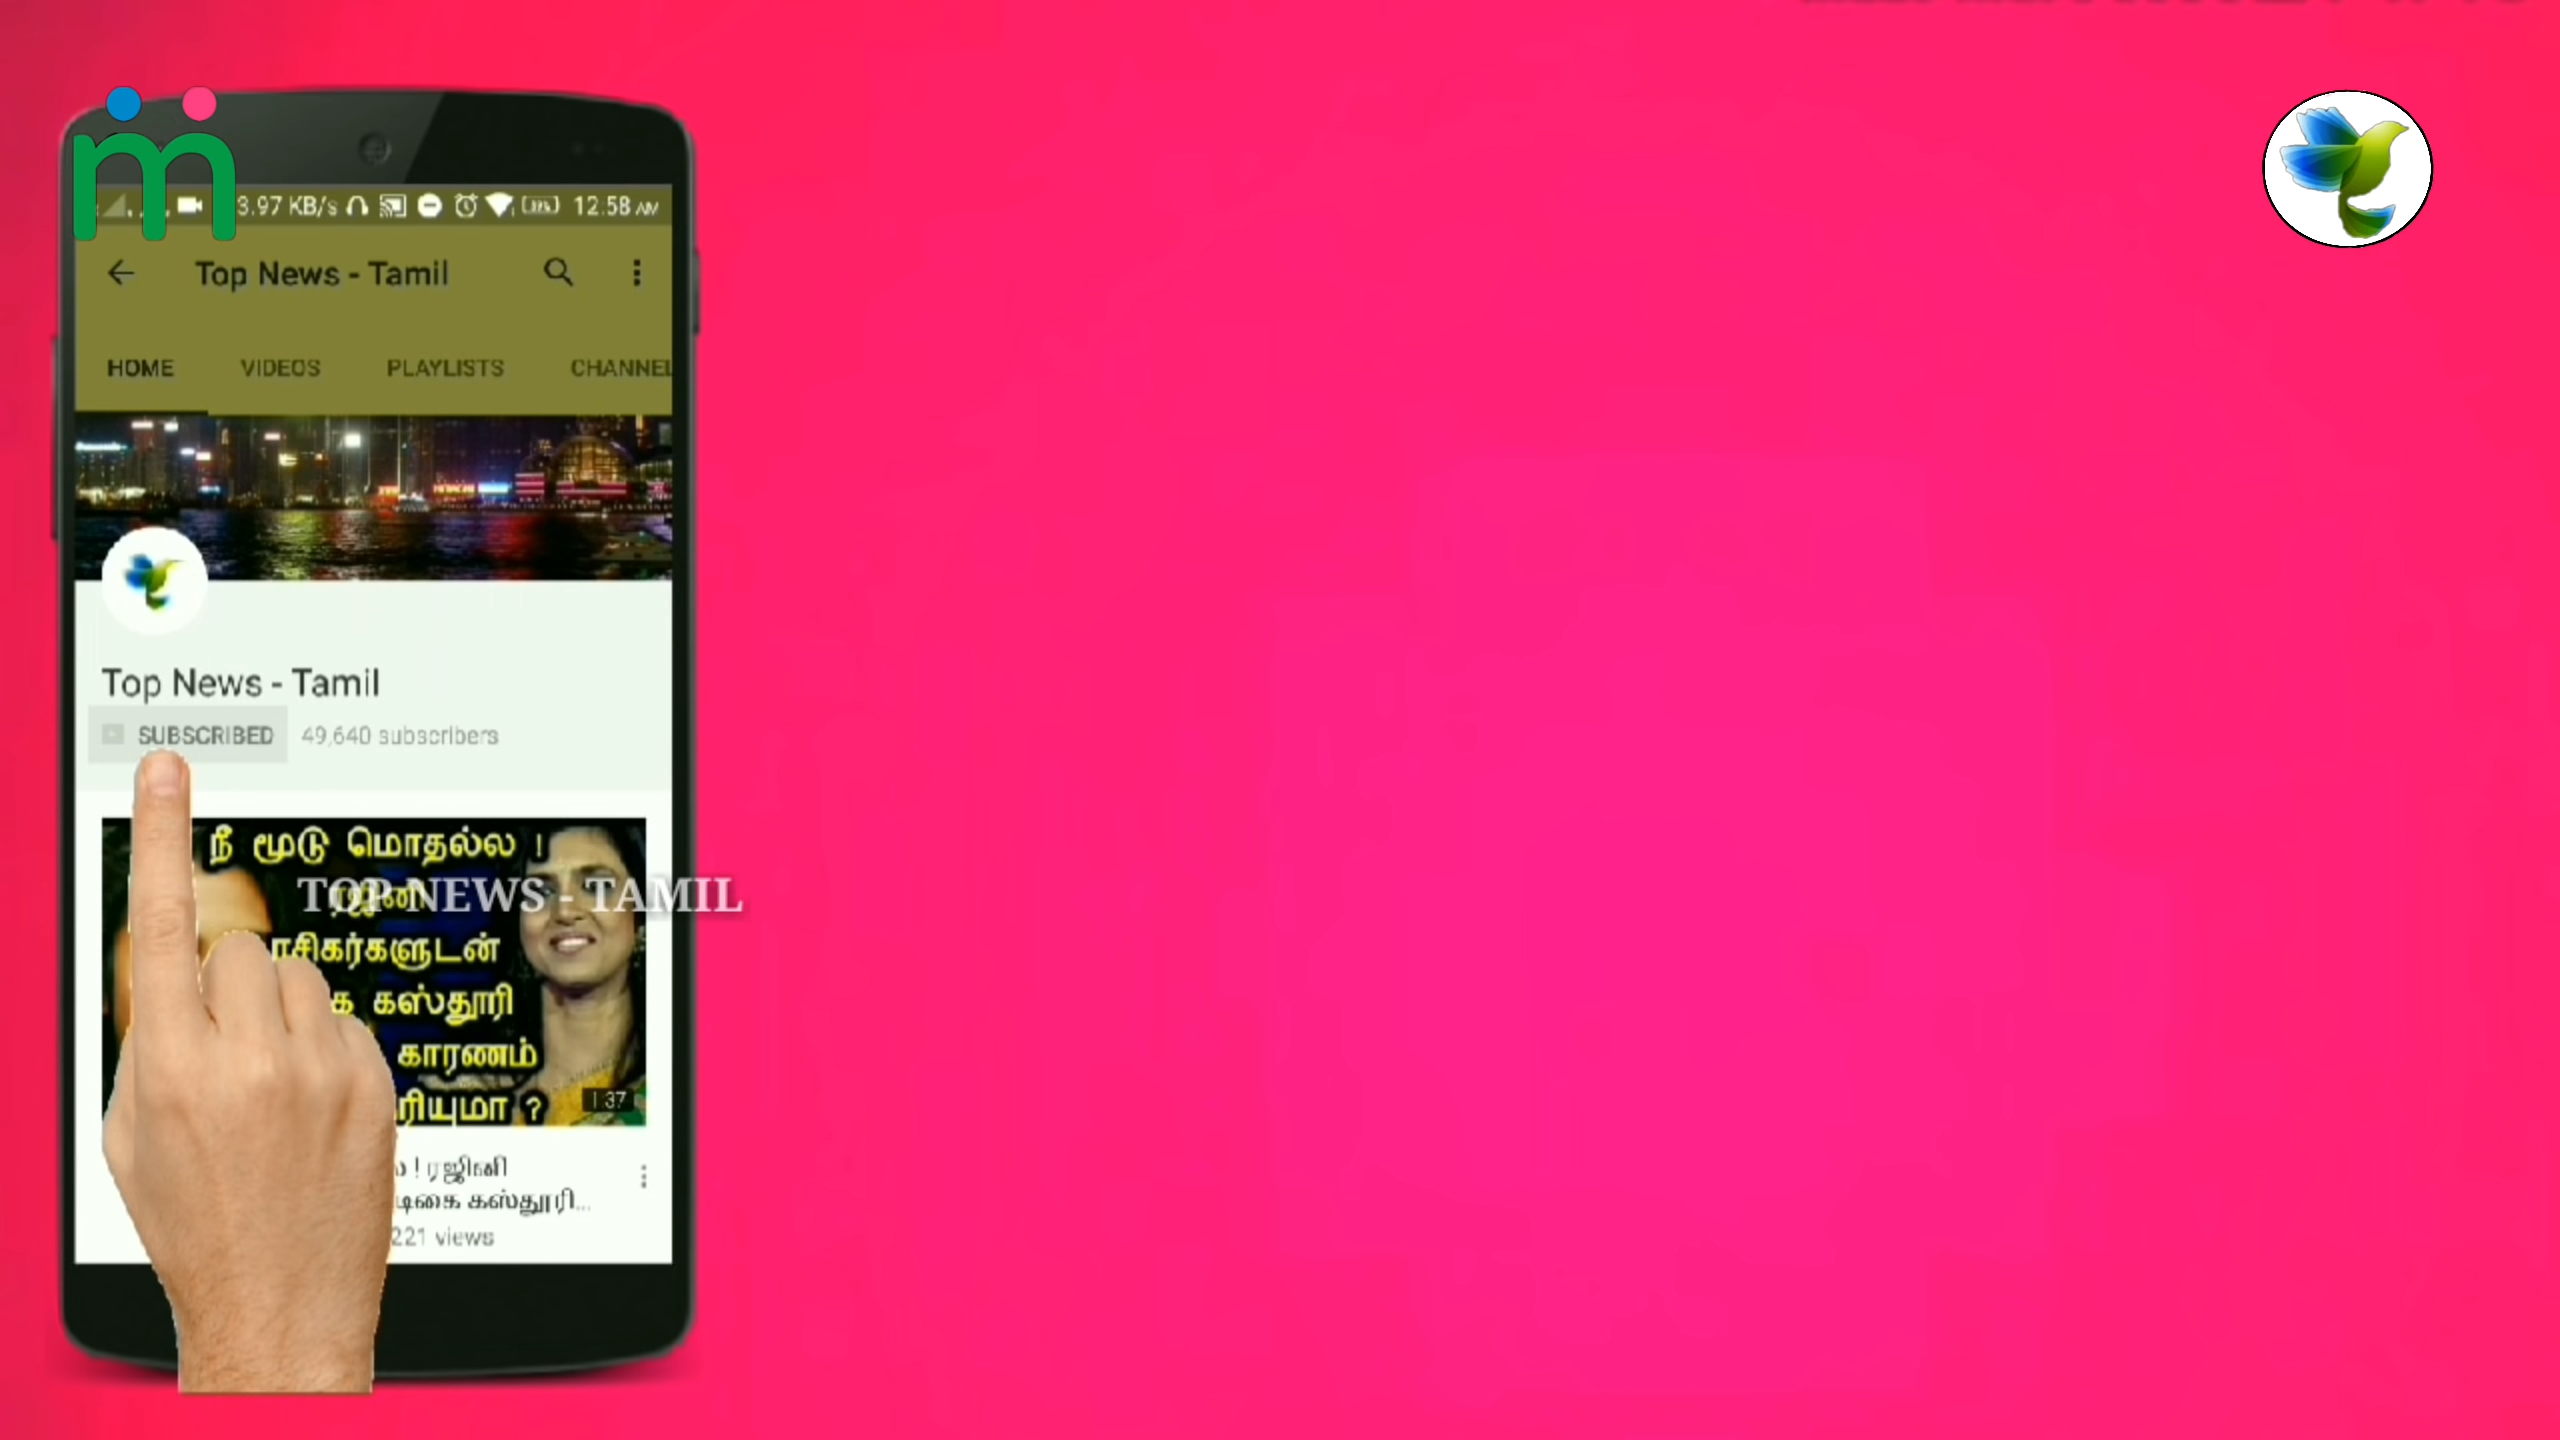 3.97 KB/s 12.58 AM
Top News - Tamil
HOME VIDEOS PLAYLISTS CHANNEL
Top News - Tamil
SUBSCRIBED 49,640 subscribers
நீ மூடு மொதல்ல !
ரஜினி
TOP NEWS - TAMIL
ரசிகர்களுடன்
கஸ்தூரி
காரணம்
ரியுமா ?
1:37
! ரஜினி
டிகை கஸ்தூரி...
221 views